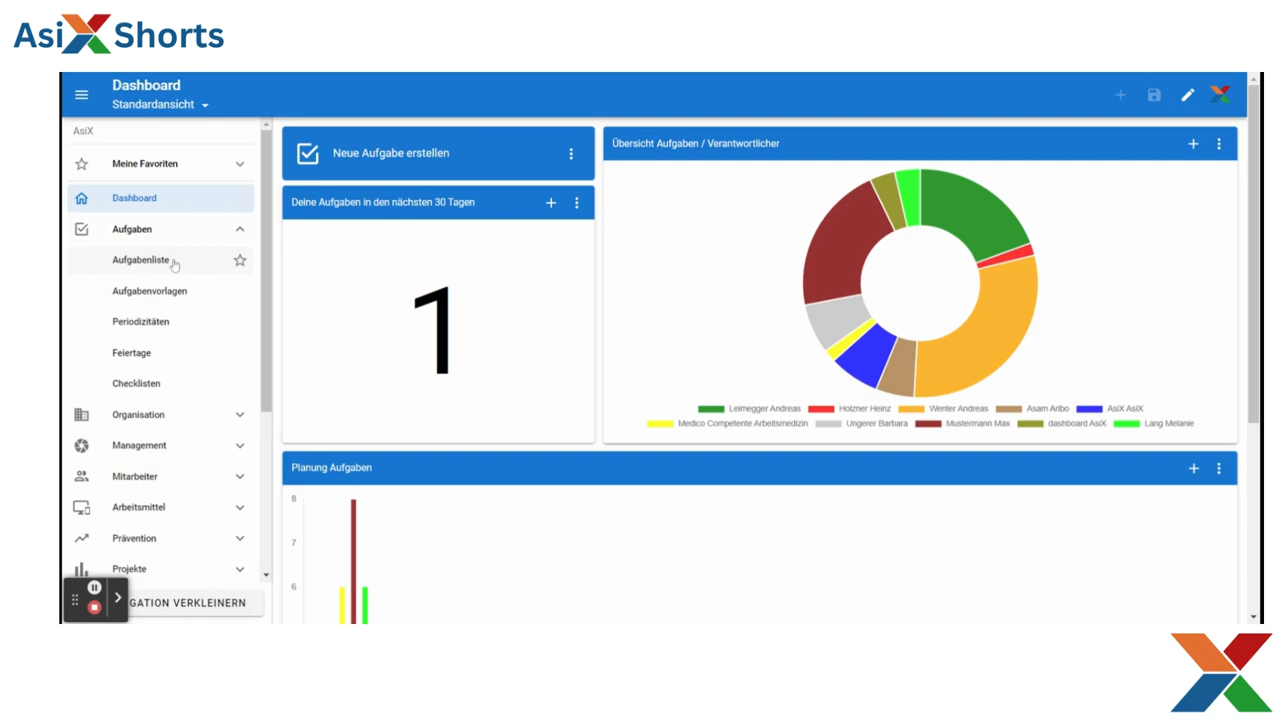 AsiX Shorts
Dashboard
Standardansicht
AsiX
Meine Favoriten
Dashboard
Aufgaben
Aufgabenliste
Aufgabenvorlagen
Periodizitäten
Feiertage
Checklisten
Organisation
Management
Mitarbeiter
Arbeitsmittel
Prävention
Projekte
GATION VERKLEINERN
Neue Aufgabe erstellen
Deine Aufgaben in den nächsten 30 Tagen
1
Übersicht Aufgaben / Verantwortlicher
Leimegger Andreas Holzner Heinz Wenter Andreas Asam Aribo AsiX AsiX
Medico Competente Arbeitsmedizin Ungerer Barbara Mustermann Max dashboard AsiX Lang Melanie
Planung Aufgaben
8
7
6